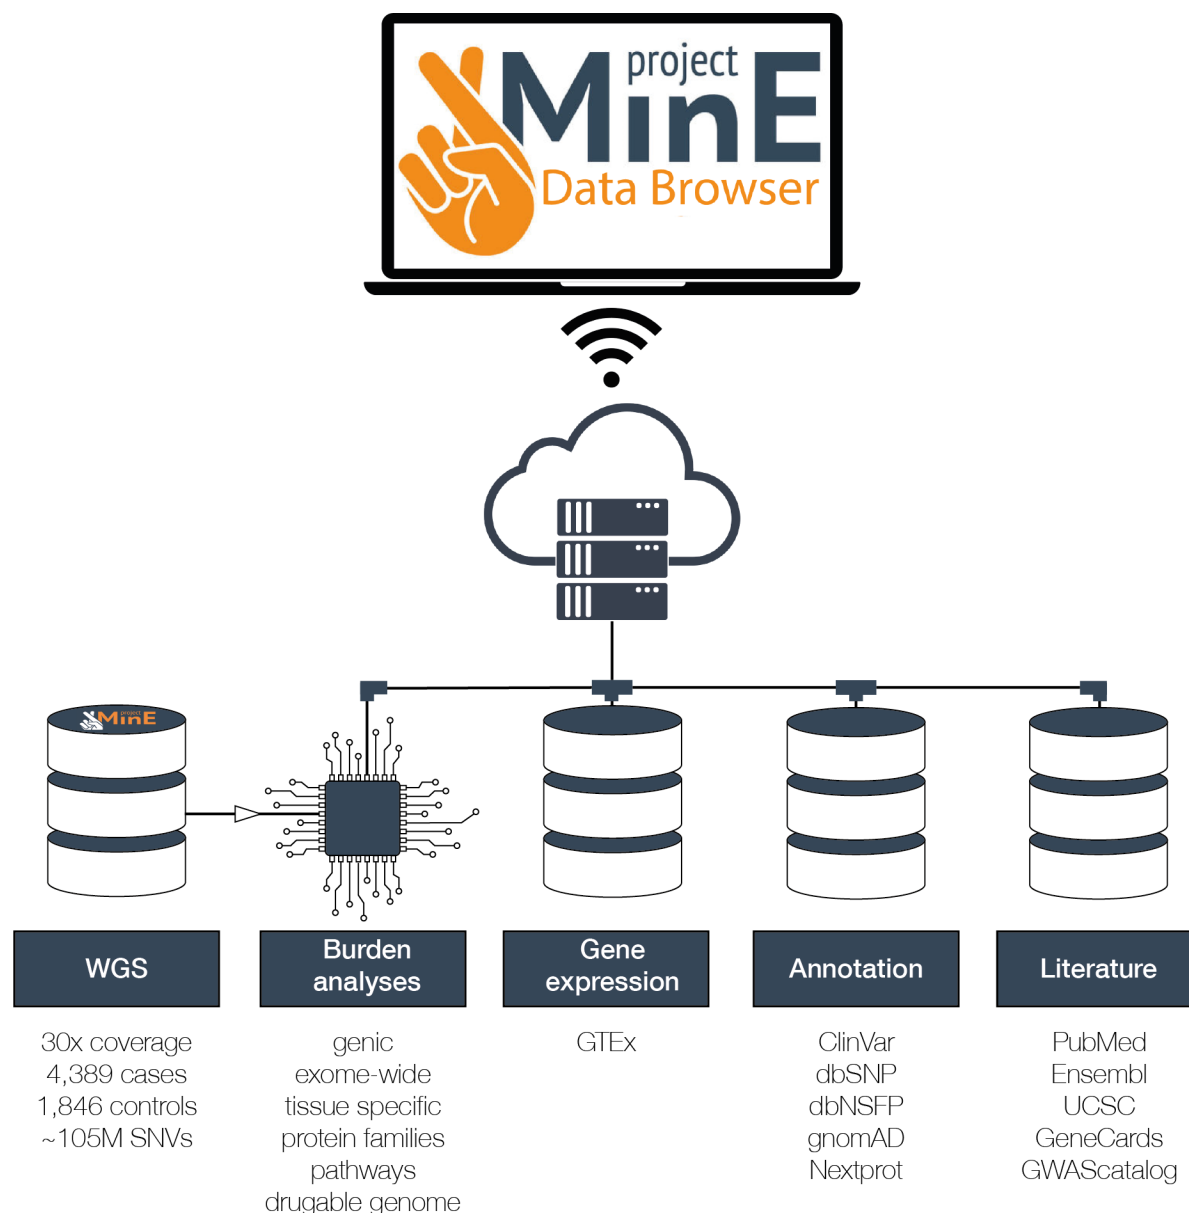 project
MinE
Data Browser
project
MinE
WGS
30x coverage
4,389 cases
1,846 controls
~105M SNVs
Burden
analyses
genic
exome-wide
tissue specific
protein families
pathways
drugable genome
Gene
expression
GTEx
Annotation
ClinVar
dbSNP
dbNSFP
gnomAD
Nextprot
Literature
PubMed
Ensembl
UCSC
GeneCards
GWAScatalog